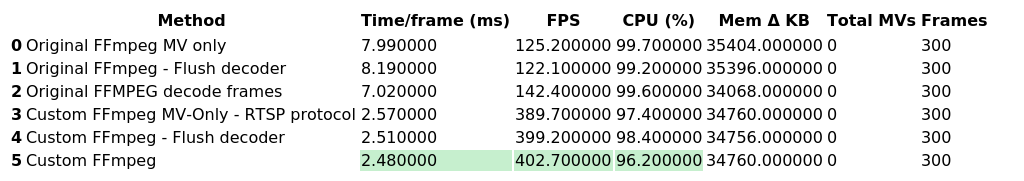 Method Time/frame (ms) FPS CPU (%) Mem Δ KB Total MVs Frames
0 Original FFmpeg MV only 7.990000 125.200000 99.700000 35404.000000 0 300
1 Original FFmpeg - Flush decoder 8.190000 122.100000 99.200000 35396.000000 0 300
2 Original FFMPEG decode frames 7.020000 142.400000 99.600000 34068.000000 0 300
3 Custom FFmpeg MV-Only - RTSP protocol 2.570000 389.700000 97.400000 34760.000000 0 300
4 Custom FFmpeg - Flush decoder 2.510000 399.200000 98.400000 34756.000000 0 300
5 Custom FFmpeg 2.480000 402.700000 96.200000 34760.000000 0 300